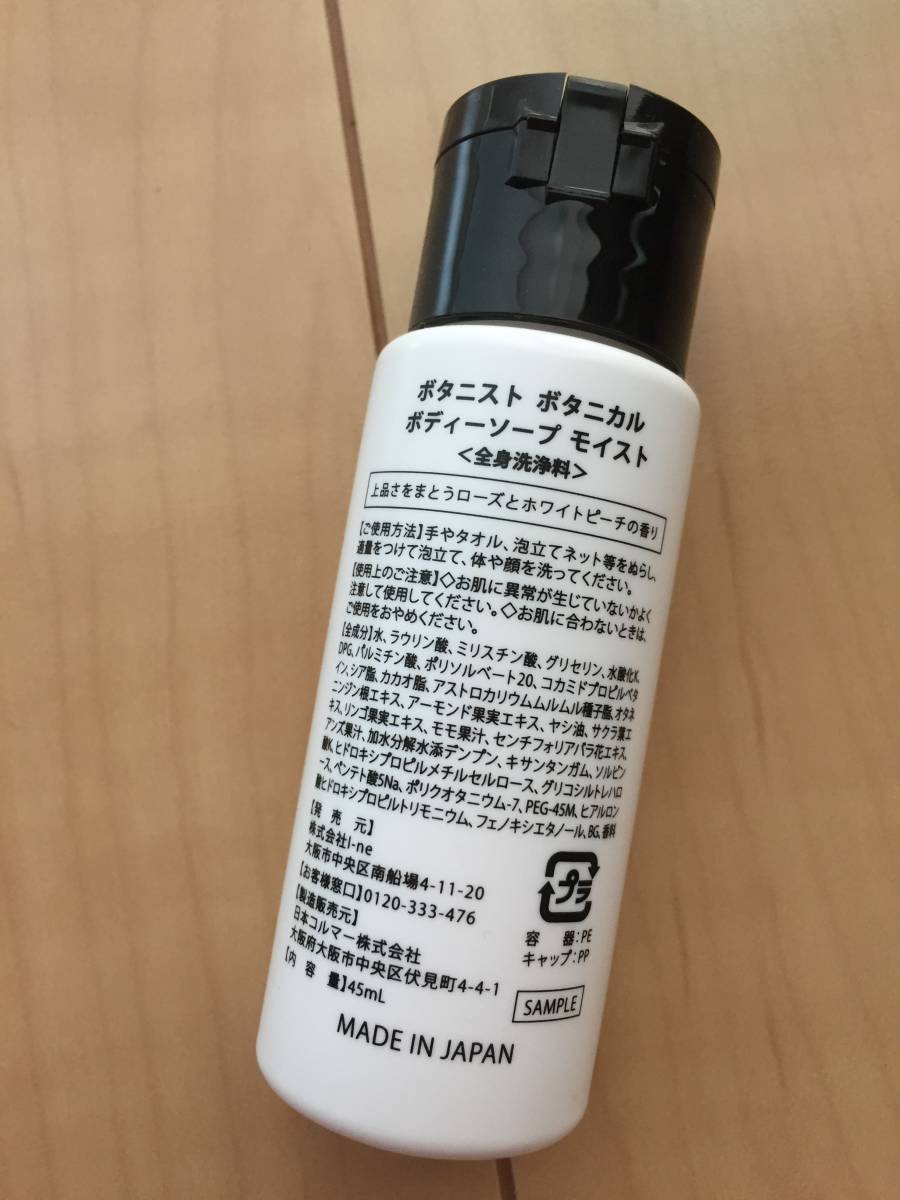 ボタニスト ボタニカル
ボディーソープ モイスト
＜全身洗浄料＞
上品さをまとうローズとホワイトピーチの香り
【ご使用方法】手やタオル、泡立てネット等をぬらし、
適量をつけて泡立て、体や顔を洗ってください。
【使用上のご注意】◇お肌に異常が生じていないかよく
注意して使用してください。◇お肌に合わないときは、
ご使用をおやめください。
【全成分】水、ラウリン酸、ミリスチン酸、グリセリン、水酸化K、
DPG、パルミチン酸、ポリソルベート20、コカミドプロピルベタ
イン、シア脂、カカオ脂、アストロカリウムムルムル種子脂、オタネ
ニンジン根エキス、アーモンド果実エキス、ヤシ油、サクラ葉エ
キス、リンゴ果実エキス、モモ果汁、センチフォリアバラ花エキス、
アンズ果汁、加水分解水添デンプン、キサンタンガム、ソルビン
酸K、ヒドロキシプロピルメチルセルロース、グリコシルトレハロ
ース、ペンテト酸5Na、ポリクオタニウム-7、PEG-45M、ヒアルロン
酸ヒドロキシプロピルトリモニウム、フェノキシエタノール、BG、香料
【発売元】
株式会社I-ne
大阪市中央区南船場4-11-20
【お客様窓口】0120-333-476
【製造販売元】
日本コルマー株式会社
大阪府大阪市中央区伏見町4-4-1
【内容量】45mL
プラ
容器:PE
キャップ:PP
SAMPLE
MADE IN JAPAN